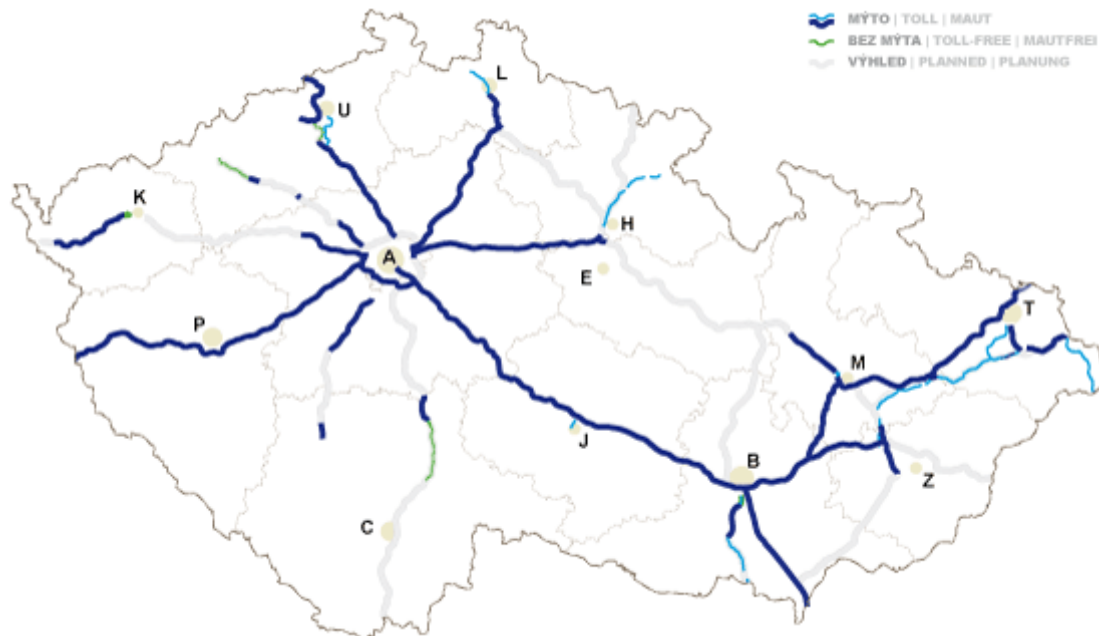 MÝTO | TOLL | MAUT
BEZ MÝTA | TOLL-FREE | MAUTFREI
VÝHLED | PLANNED | PLANUNG
L
U
K
H
A
E
T
P
M
J
B
Z
C